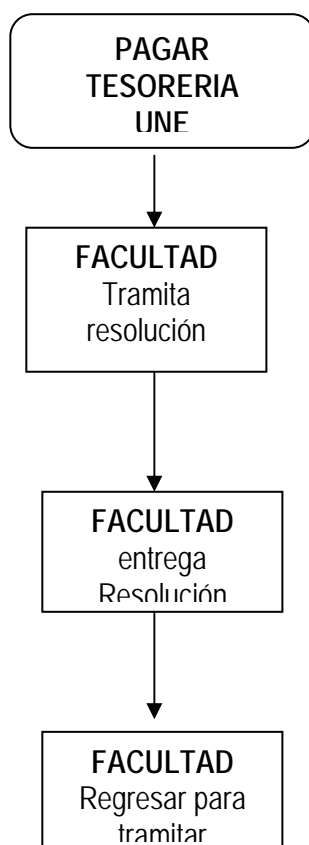 PAGAR
TESORERIA
UNE
FACULTAD
Tramita
resolución
FACULTAD
entrega
Resolución
FACULTAD
Regresar para
tramitar